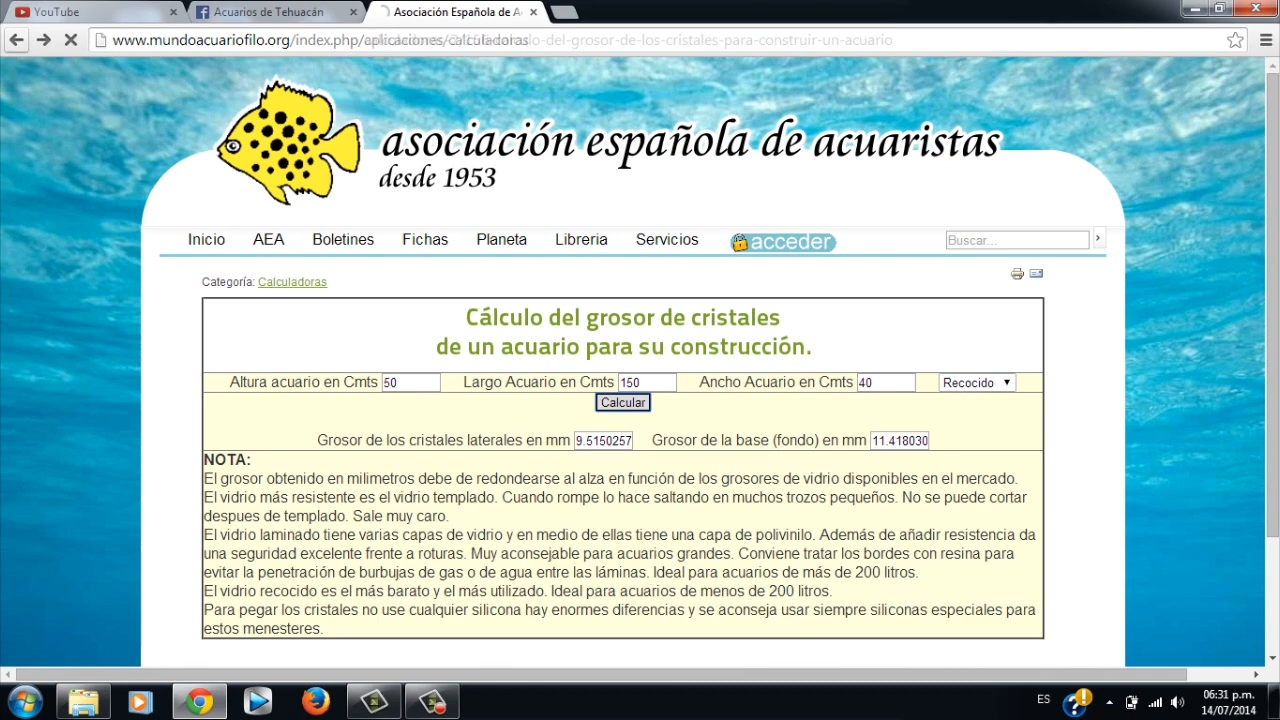 YouTube
Acuarios de Tehuacán
Asociación Española de A
www.mundoacuariofilo.org/index.php/
-del-grosor-de-los-cristales-para-construir-un-acuario
asociación española de acuaristas
desde 1953
Inicio AEA Boletines Fichas Planeta Libreria Servicios acceder Buscar...
Categoría: Calculadoras
Cálculo del grosor de cristales
de un acuario para su construcción.
Altura acuario en Cmts 50 Largo Acuario en Cmts 150 Ancho Acuario en Cmts 40 Recocido
Calcular
Grosor de los cristales laterales en mm 9.5150257 Grosor de la base (fondo) en mm 11.418030
NOTA:
El grosor obtenido en milimetros debe de redondearse al alza en función de los grosores de vidrio disponibles en el mercado.
El vidrio más resistente es el vidrio templado. Cuando rompe lo hace saltando en muchos trozos pequeños. No se puede cortar
despues de templado. Sale muy caro.
El vidrio laminado tiene varias capas de vidrio y en medio de ellas tiene una capa de polivinilo. Además de añadir resistencia da
una seguridad excelente frente a roturas. Muy aconsejable para acuarios grandes. Conviene tratar los bordes con resina para
evitar la penetración de burbujas de gas o de agua entre las láminas. Ideal para acuarios de más de 200 litros.
El vidrio recocido es el más barato y el más utilizado. Ideal para acuarios de menos de 200 litros.
Para pegar los cristales no use cualquier silicona hay enormes diferencias y se aconseja usar siempre siliconas especiales para
estos menesteres.
ES
06:31 p.m.
14/07/2014